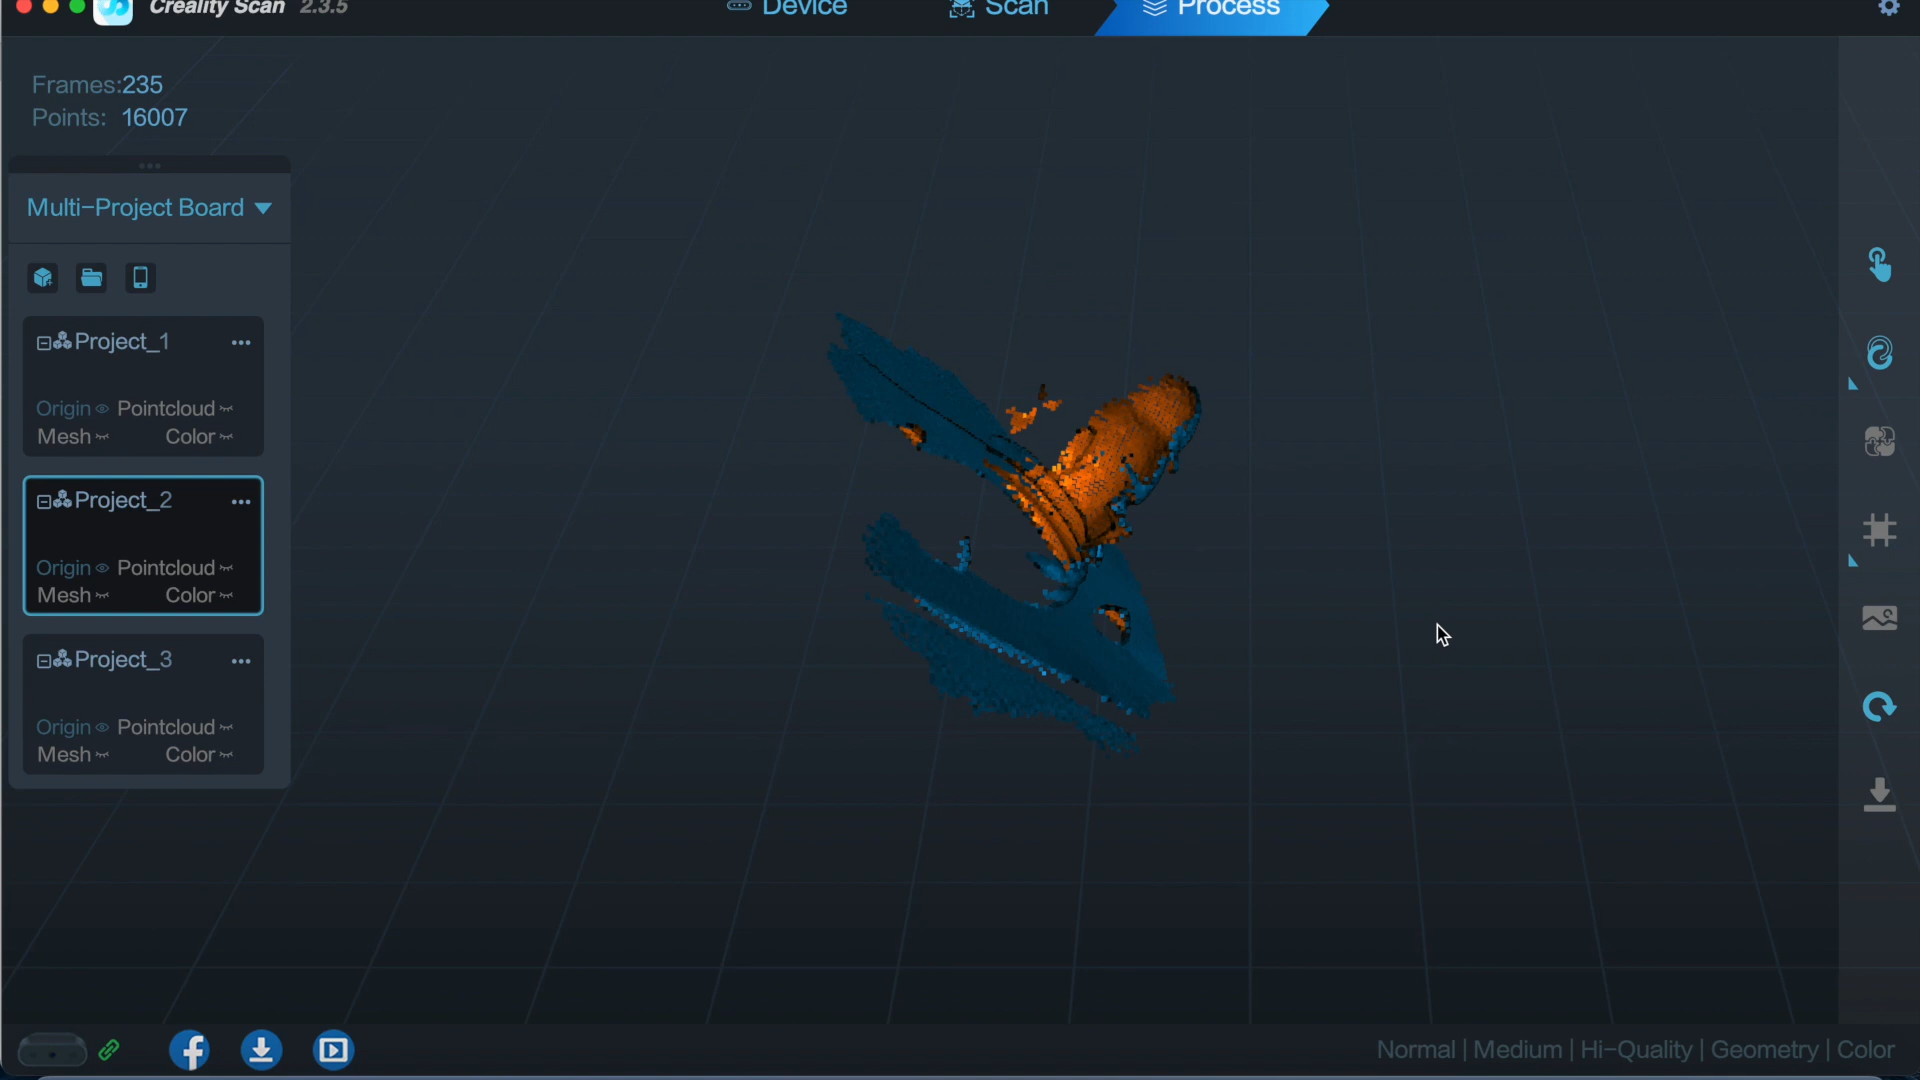 Creality Scan 2.3.5
Device
Scan
Process
Frames:235
Points: 16007
Multi-Project Board
Project_1
Origin Pointcloud
Mesh Color
Project_2
Origin Pointcloud
Mesh Color
Project_3
Origin Pointcloud
Mesh Color
Normal | Medium | Hi-Quality | Geometry | Color